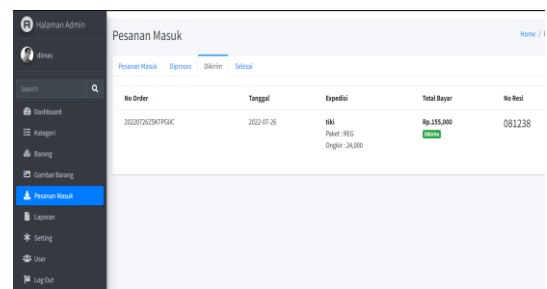 Halaman Admin
dimas
Search
Dashboard
Kategori
Barang
Gambar Barang
Pesanan Masuk
Laporan
Setting
User
Log Out
Pesanan Masuk
Home /
Pesanan Masuk Diproses Dikirim Selesai
No Order Tanggal Expedisi Total Bayar No Resi
20220726ZSKTPG0C 2022-07-26 tiki Rp.155,000 081238
Paket : REG Dikirim
Ongkir : 24,000